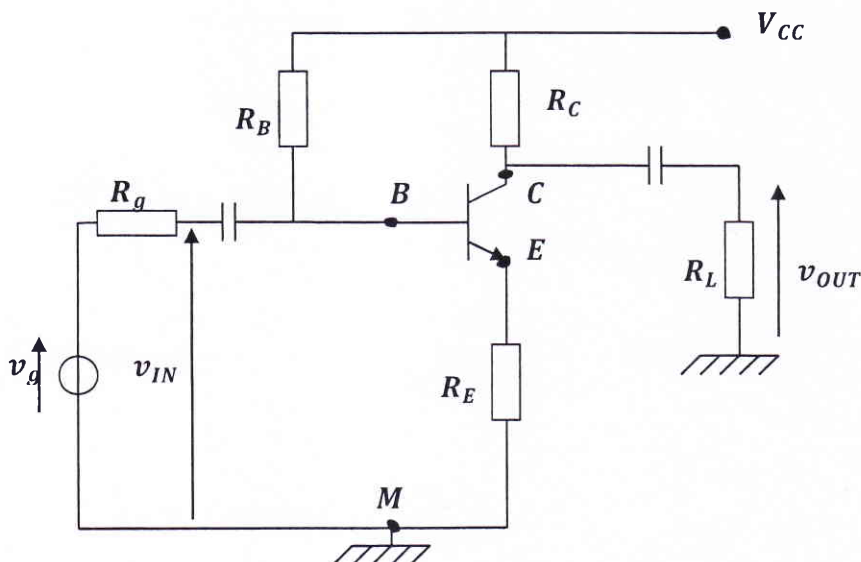 V_CC
R_B
R_C
R_g
B
C
E
R_L
v_OUT
v_g
v_IN
R_E
M